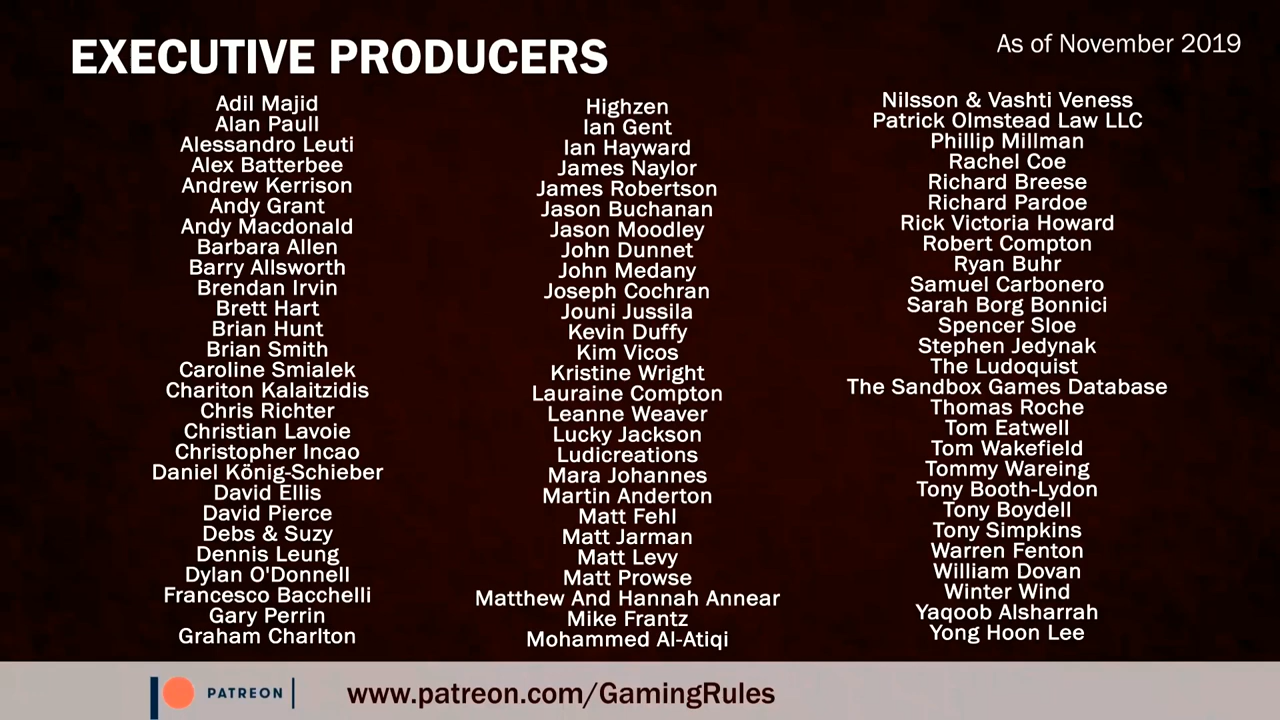 EXECUTIVE PRODUCERS
As of November 2019
Adil Majid
Alan Paull
Alessandro Leuti
Alex Batterbee
Andrew Kerrison
Andy Grant
Andy Macdonald
Barbara Allen
Barry Allsworth
Brendan Irvin
Brett Hart
Brian Hunt
Brian Smith
Caroline Smialek
Chariton Kalaitzidis
Chris Richter
Christian Lavoie
Christopher Incao
Daniel König-Schieber
David Ellis
David Pierce
Debs & Suzy
Dennis Leung
Dylan O'Donnell
Francesco Bacchelli
Gary Perrin
Graham Charlton
Highzen
Ian Gent
Ian Hayward
James Naylor
James Robertson
Jason Buchanan
Jason Moodley
John Dunnet
John Medany
Joseph Cochran
Jouni Jussila
Kevin Duffy
Kim Vicos
Kristine Wright
Lauraine Compton
Leanne Weaver
Lucky Jackson
Ludicreations
Mara Johannes
Martin Anderton
Matt Fehl
Matt Jarman
Matt Levy
Matt Prowse
Matthew And Hannah Annear
Mike Frantz
Mohammed Al-Atiqi
Nilsson & Vashti Veness
Patrick Olmstead Law LLC
Phillip Millman
Rachel Coe
Richard Breese
Richard Pardoe
Rick Victoria Howard
Robert Compton
Ryan Buhr
Samuel Carbonero
Sarah Borg Bonnici
Spencer Sloe
Stephen Jedynak
The Ludoquist
The Sandbox Games Database
Thomas Roche
Tom Eatwell
Tom Wakefield
Tommy Wareing
Tony Booth-Lydon
Tony Boydell
Tony Simpkins
Warren Fenton
William Dovan
Winter Wind
Yaqoob Alsharrah
Yong Hoon Lee
PATREON
www.patreon.com/GamingRules